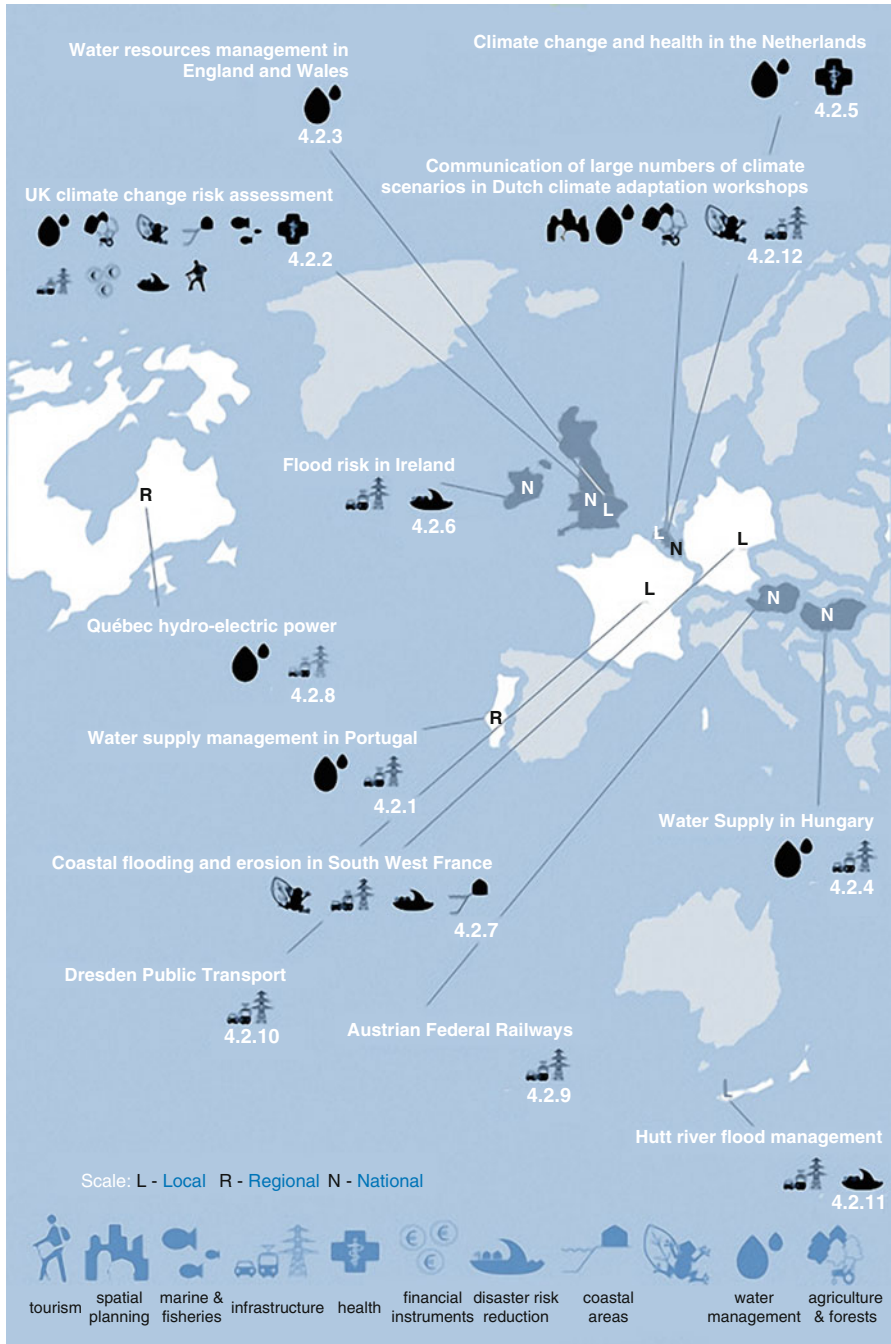 Water resources management in
England and Wales
4.2.3
Climate change and health in the Netherlands
4.2.5
Communication of large numbers of climate
scenarios in Dutch climate adaptation workshops
4.2.12
UK climate change risk assessment
4.2.2
Flood risk in Ireland
4.2.6
N
N
L
L
N
L
L
N
N
R
Québec hydro-electric power
4.2.8
R
Water supply management in Portugal
4.2.1
Water Supply in Hungary
4.2.4
Coastal flooding and erosion in South West France
4.2.7
Dresden Public Transport
4.2.10
Austrian Federal Railways
4.2.9
L
Hutt river flood management
4.2.11
Scale: L - Local R - Regional N - National
tourism
spatial
planning
marine &
fisheries
infrastructure
health
financial
instruments
disaster risk
reduction
coastal
areas
water
management
agriculture
& forests